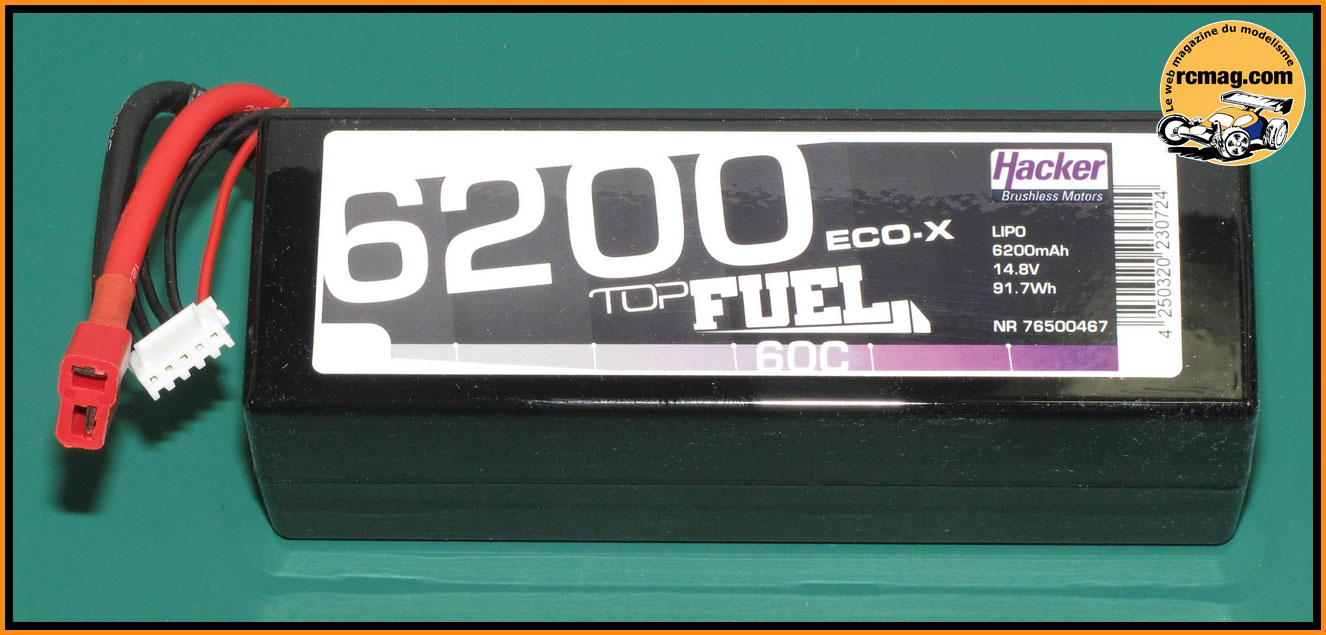 Le web magazine du modelisme
rcmag.com
6200
ECO-X
TOP FUEL
60C
Hacker
Brushless Motors
LIPO
6200mAh
14.8V
91.7Wh
NR 76500467
4 250320 230724